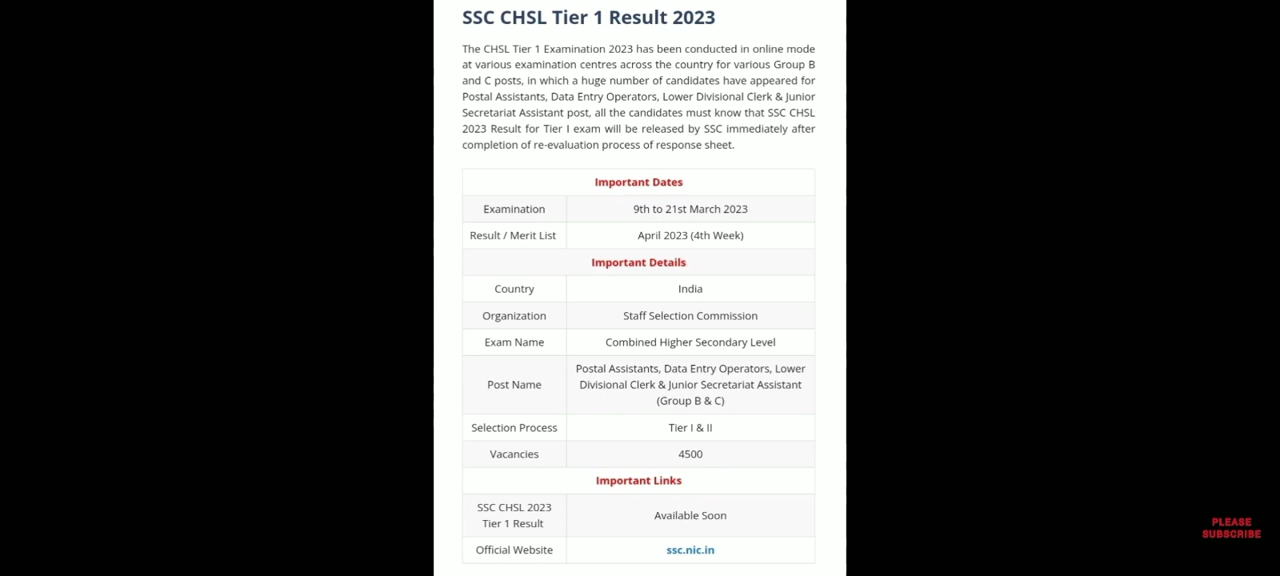 SSC CHSL Tier 1 Result 2023
The CHSL Tier 1 Examination 2023 has been conducted in online mode
at various examination centres across the country for various Group B
and C posts, in which a huge number of candidates have appeared for
Postal Assistants, Data Entry Operators, Lower Divisional Clerk & Junior
Secretariat Assistant post, all the candidates must know that SSC CHSL
2023 Result for Tier I exam will be released by SSC immediately after
completion of re-evaluation process of response sheet.
Important Dates
Examination 9th to 21st March 2023
Result / Merit List April 2023 (4th Week)
Important Details
Country India
Organization Staff Selection Commission
Exam Name Combined Higher Secondary Level
Post Name
Postal Assistants, Data Entry Operators, Lower
Divisional Clerk & Junior Secretariat Assistant
(Group B & C)
Selection Process Tier I & II
Vacancies 4500
Important Links
SSC CHSL 2023
Tier 1 Result
Available Soon
Official Website ssc.nic.in
PLEASE
SUBSCRIBE